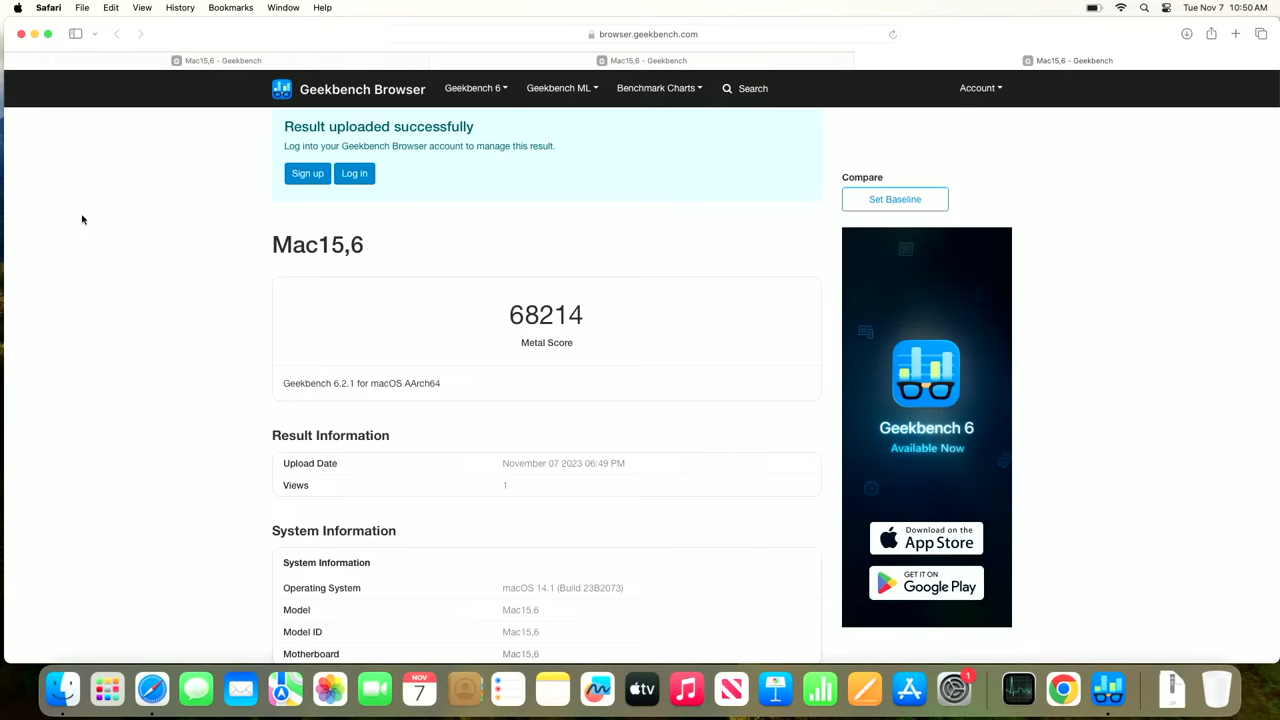 Safari File Edit View History Bookmarks Window Help Tue Nov 7 10:50 AM
browser.geekbench.com
G Mac15,6 - Geekbench G Mac15,6 - Geekbench G Mac15,6 - Geekbench
Geekbench Browser Geekbench 6 Geekbench ML Benchmark Charts Search Account
Result uploaded successfully
Log into your Geekbench Browser account to manage this result.
Sign up Log in
Compare
Set Baseline
Mac15,6
68214
Metal Score
Geekbench 6.2.1 for macOS AArch64
Result Information
Upload Date November 07 2023 06:49 PM
Views 1
System Information
System Information
Operating System macOS 14.1 (Build 23B2073)
Model Mac15,6
Model ID Mac15,6
Motherboard Mac15,6
Geekbench 6
Available Now
Download on the
App Store
GET IT ON
Google Play
NOV
7
tv
1
ZIP